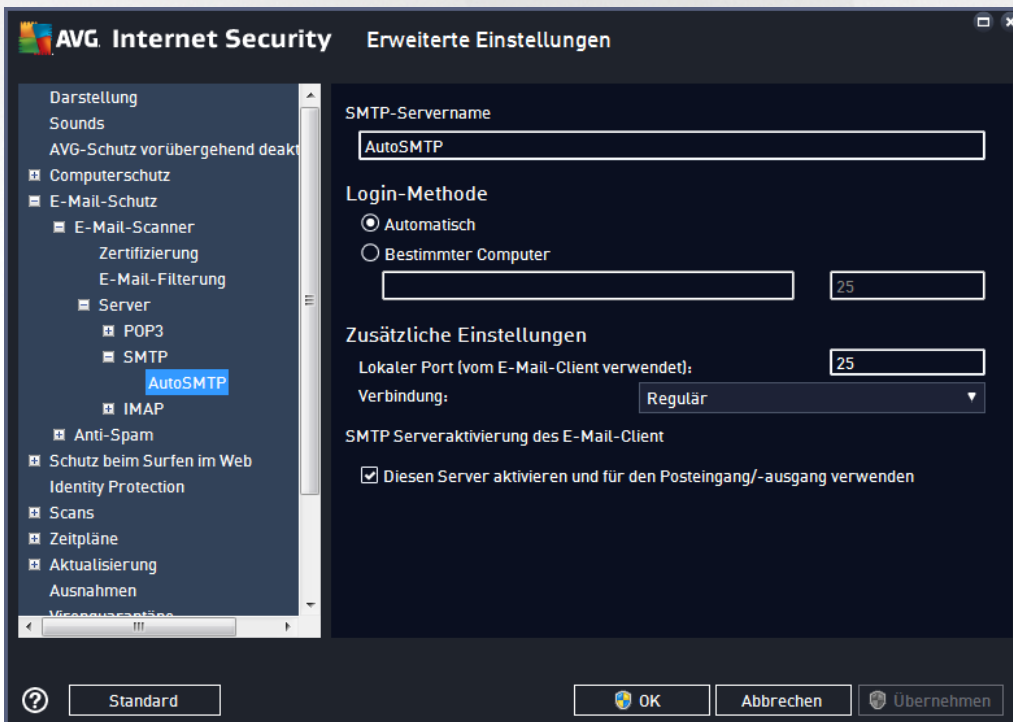 AVG Internet Security Erweiterte Einstellungen
Darstellung
Sounds
AVG-Schutz vorübergehend deakt
Computerschutz
E-Mail-Schutz
E-Mail-Scanner
Zertifizierung
E-Mail-Filterung
Server
POP3
SMTP
AutoSMTP
IMAP
Anti-Spam
Schutz beim Surfen im Web
Identity Protection
Scans
Zeitpläne
Aktualisierung
Ausnahmen
Virenquarantäne
SMTP-Servername
AutoSMTP
Login-Methode
Automatisch
Bestimmter Computer
25
Zusätzliche Einstellungen
Lokaler Port (vom E-Mail-Client verwendet): 25
Verbindung: Regulär
SMTP Serveraktivierung des E-Mail-Client
Diesen Server aktivieren und für den Posteingang/-ausgang verwenden
? Standard OK Abbrechen Übernehmen